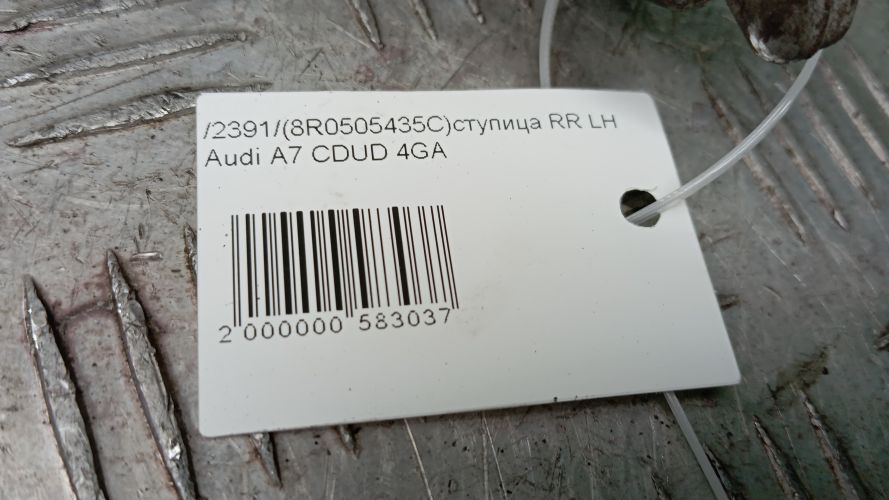 /2391/(8R0505435C)ступица RR LH
Audi A7 CDUD 4GA
2 000000 583037